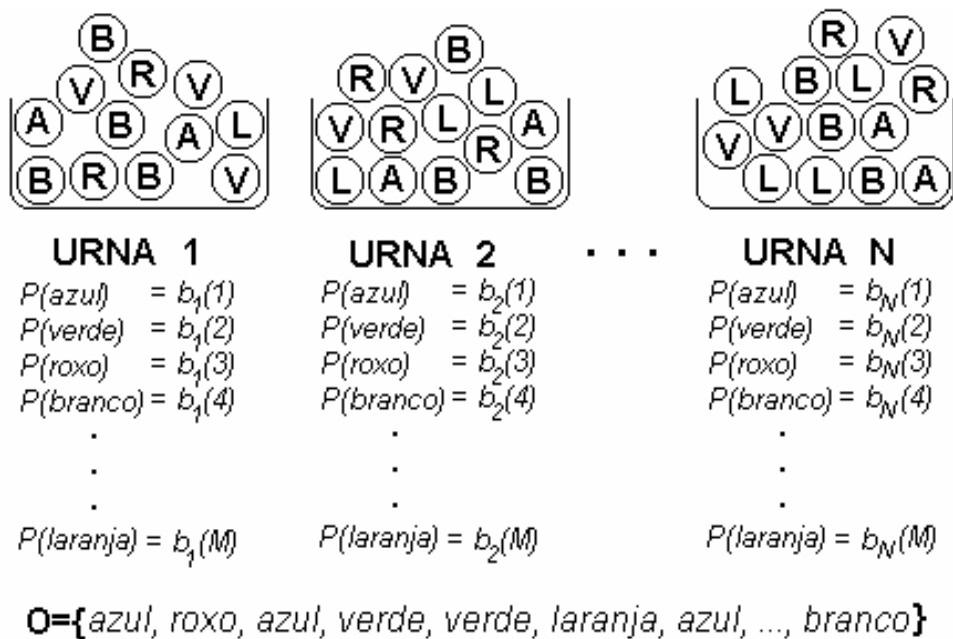 B
R V
V
A B A L
B R B V
B
R V L
V R L A
R
L A B B
R V
L B L R
V V B A
L L B A
URNA 1 URNA 2 . . . URNA N
P(azul) = b1(1) P(azul) = b2(1) P(azul) = bN(1)
P(verde) = b1(2) P(verde) = b2(2) P(verde) = bN(2)
P(roxo) = b1(3) P(roxo) = b2(3) P(roxo) = bN(3)
P(branco) = b1(4) P(branco) = b2(4) P(branco) = bN(4)
. . .
. . .
. . .
P(laranja) = b1(M) P(laranja) = b2(M) P(laranja) = bN(M)
O={azul, roxo, azul, verde, verde, laranja, azul, ..., branco}